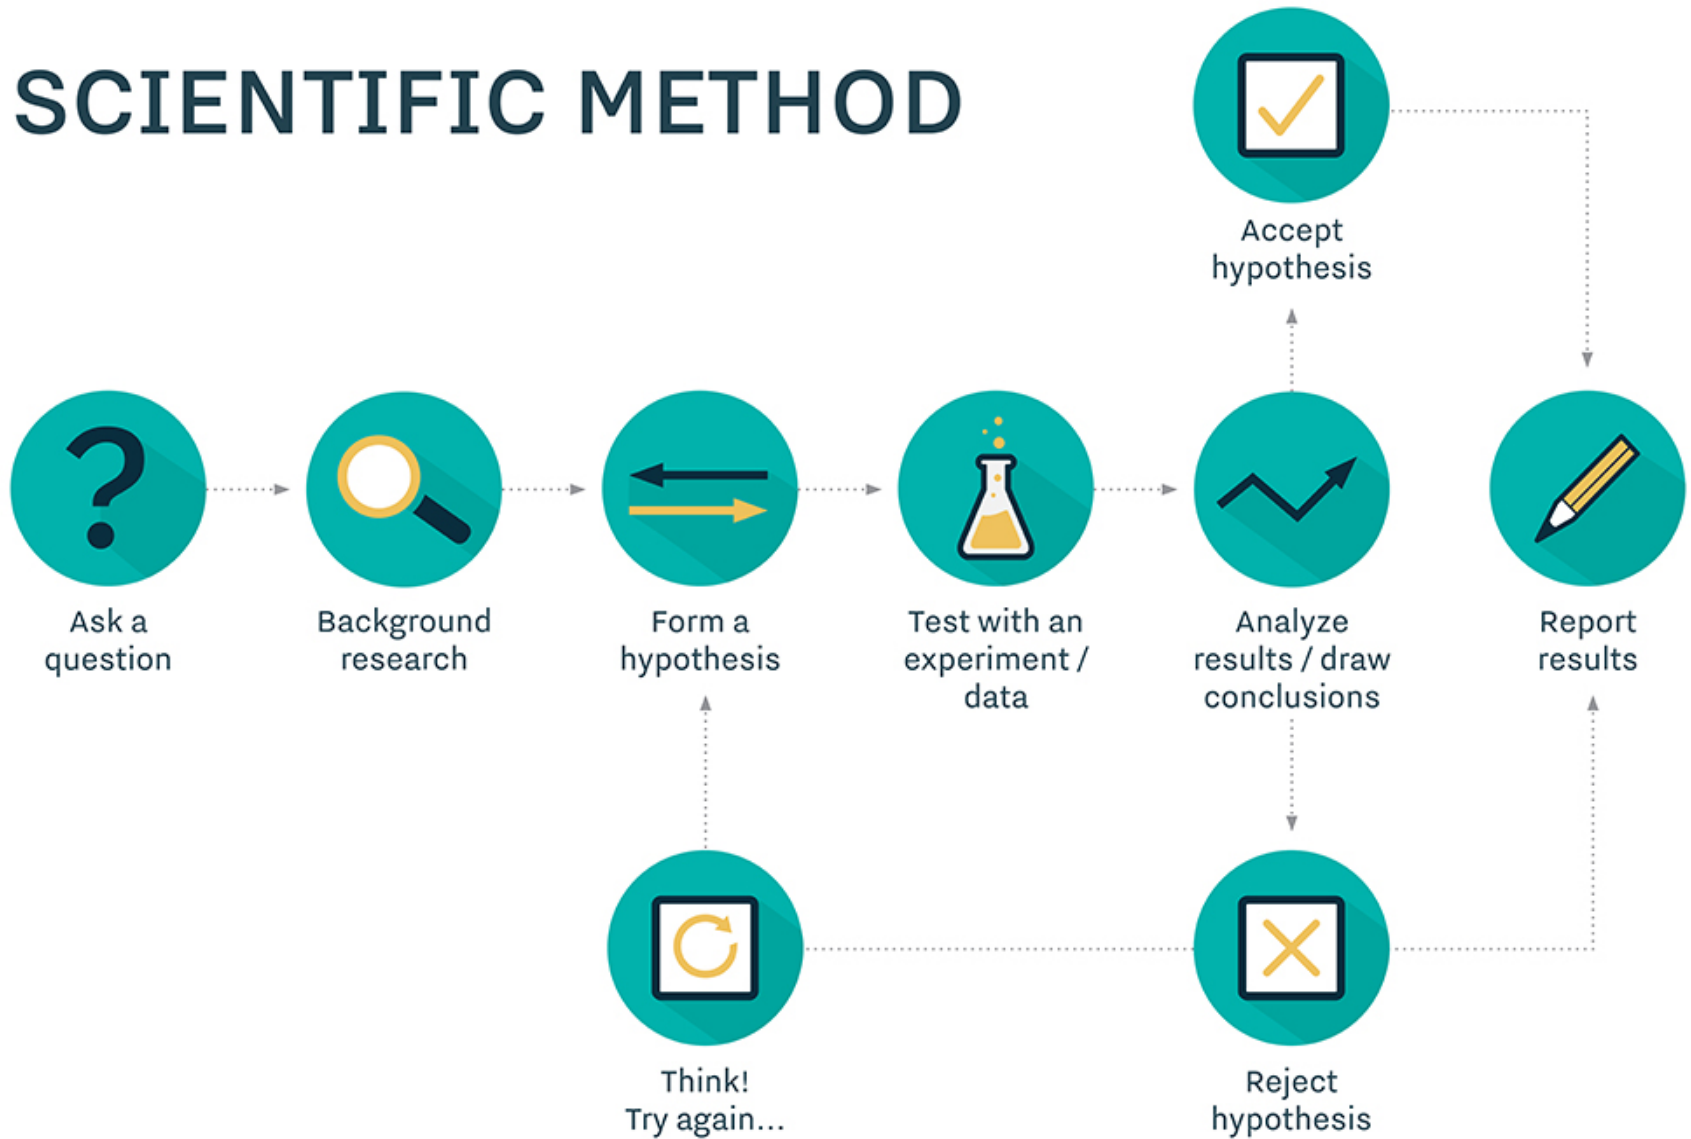 SCIENTIFIC METHOD
Accept
hypothesis
Ask a
question
Background
research
Form a
hypothesis
Test with an
experiment /
data
Analyze
results / draw
conclusions
Report
results
Think!
Try again...
Reject
hypothesis